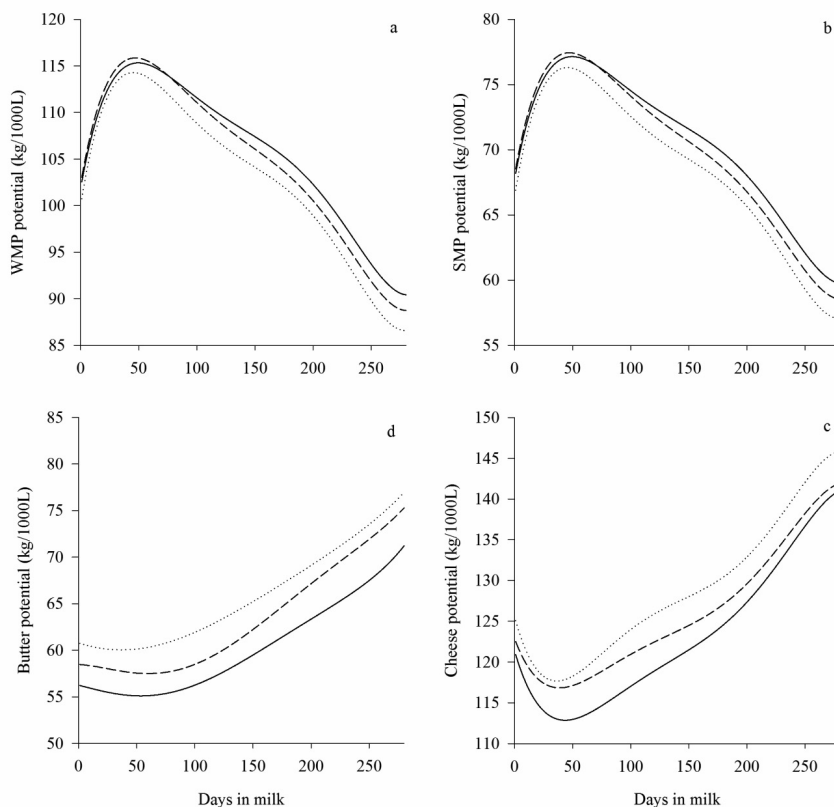 a
WMP potential (kg/1000L)
120
115
110
105
100
95
90
85
0 50 100 150 200 250
b
SMP potential (kg/1000L)
80
75
70
65
60
55
0 50 100 150 200 250
d
Butter potential (kg/1000L)
85
80
75
70
65
60
55
50
0 50 100 150 200 250
Days in milk
c
Cheese potential (kg/1000L)
150
145
140
135
130
125
120
115
110
0 50 100 150 200 250
Days in milk